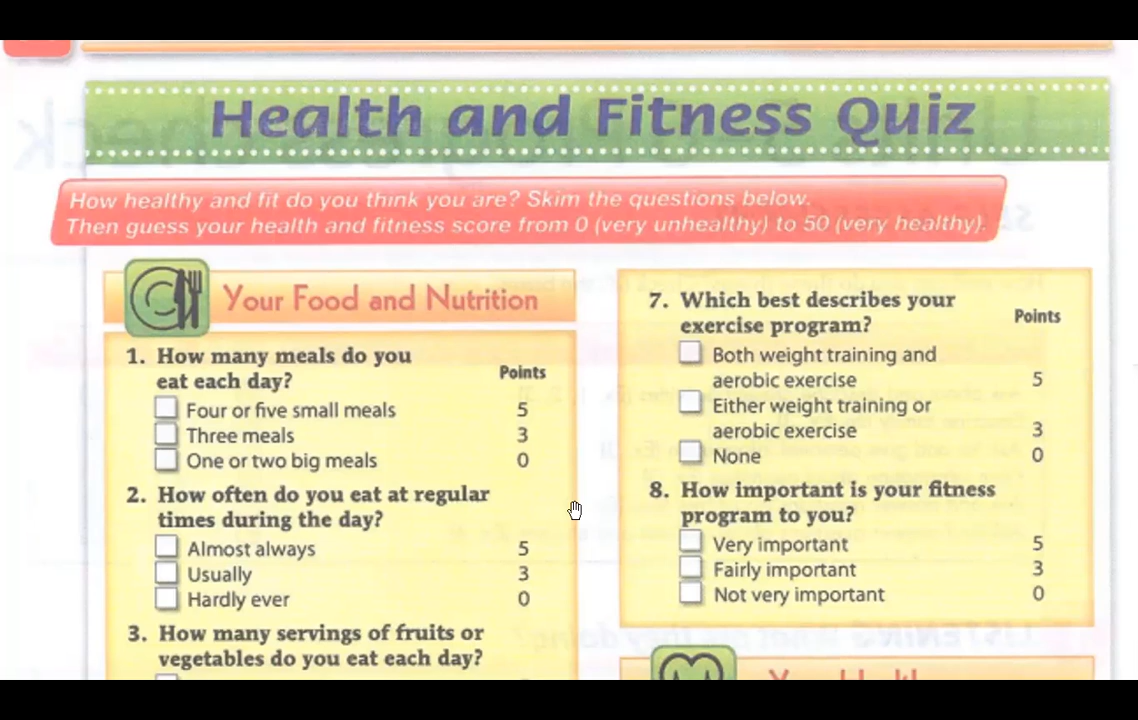 Health and Fitness Quiz
How healthy and fit do you think you are? Skim the questions below.
Then guess your health and fitness score from 0 (very unhealthy) to 50 (very healthy).
Your Food and Nutrition
1. How many meals do you
eat each day?
Points
Four or five small meals 5
Three meals 3
One or two big meals 0
2. How often do you eat at regular
times during the day?
Almost always 5
Usually 3
Hardly ever 0
3. How many servings of fruits or
vegetables do you eat each day?
7. Which best describes your
exercise program?
Points
Both weight training and
aerobic exercise 5
Either weight training or
aerobic exercise 3
None 0
8. How important is your fitness
program to you?
Very important 5
Fairly important 3
Not very important 0